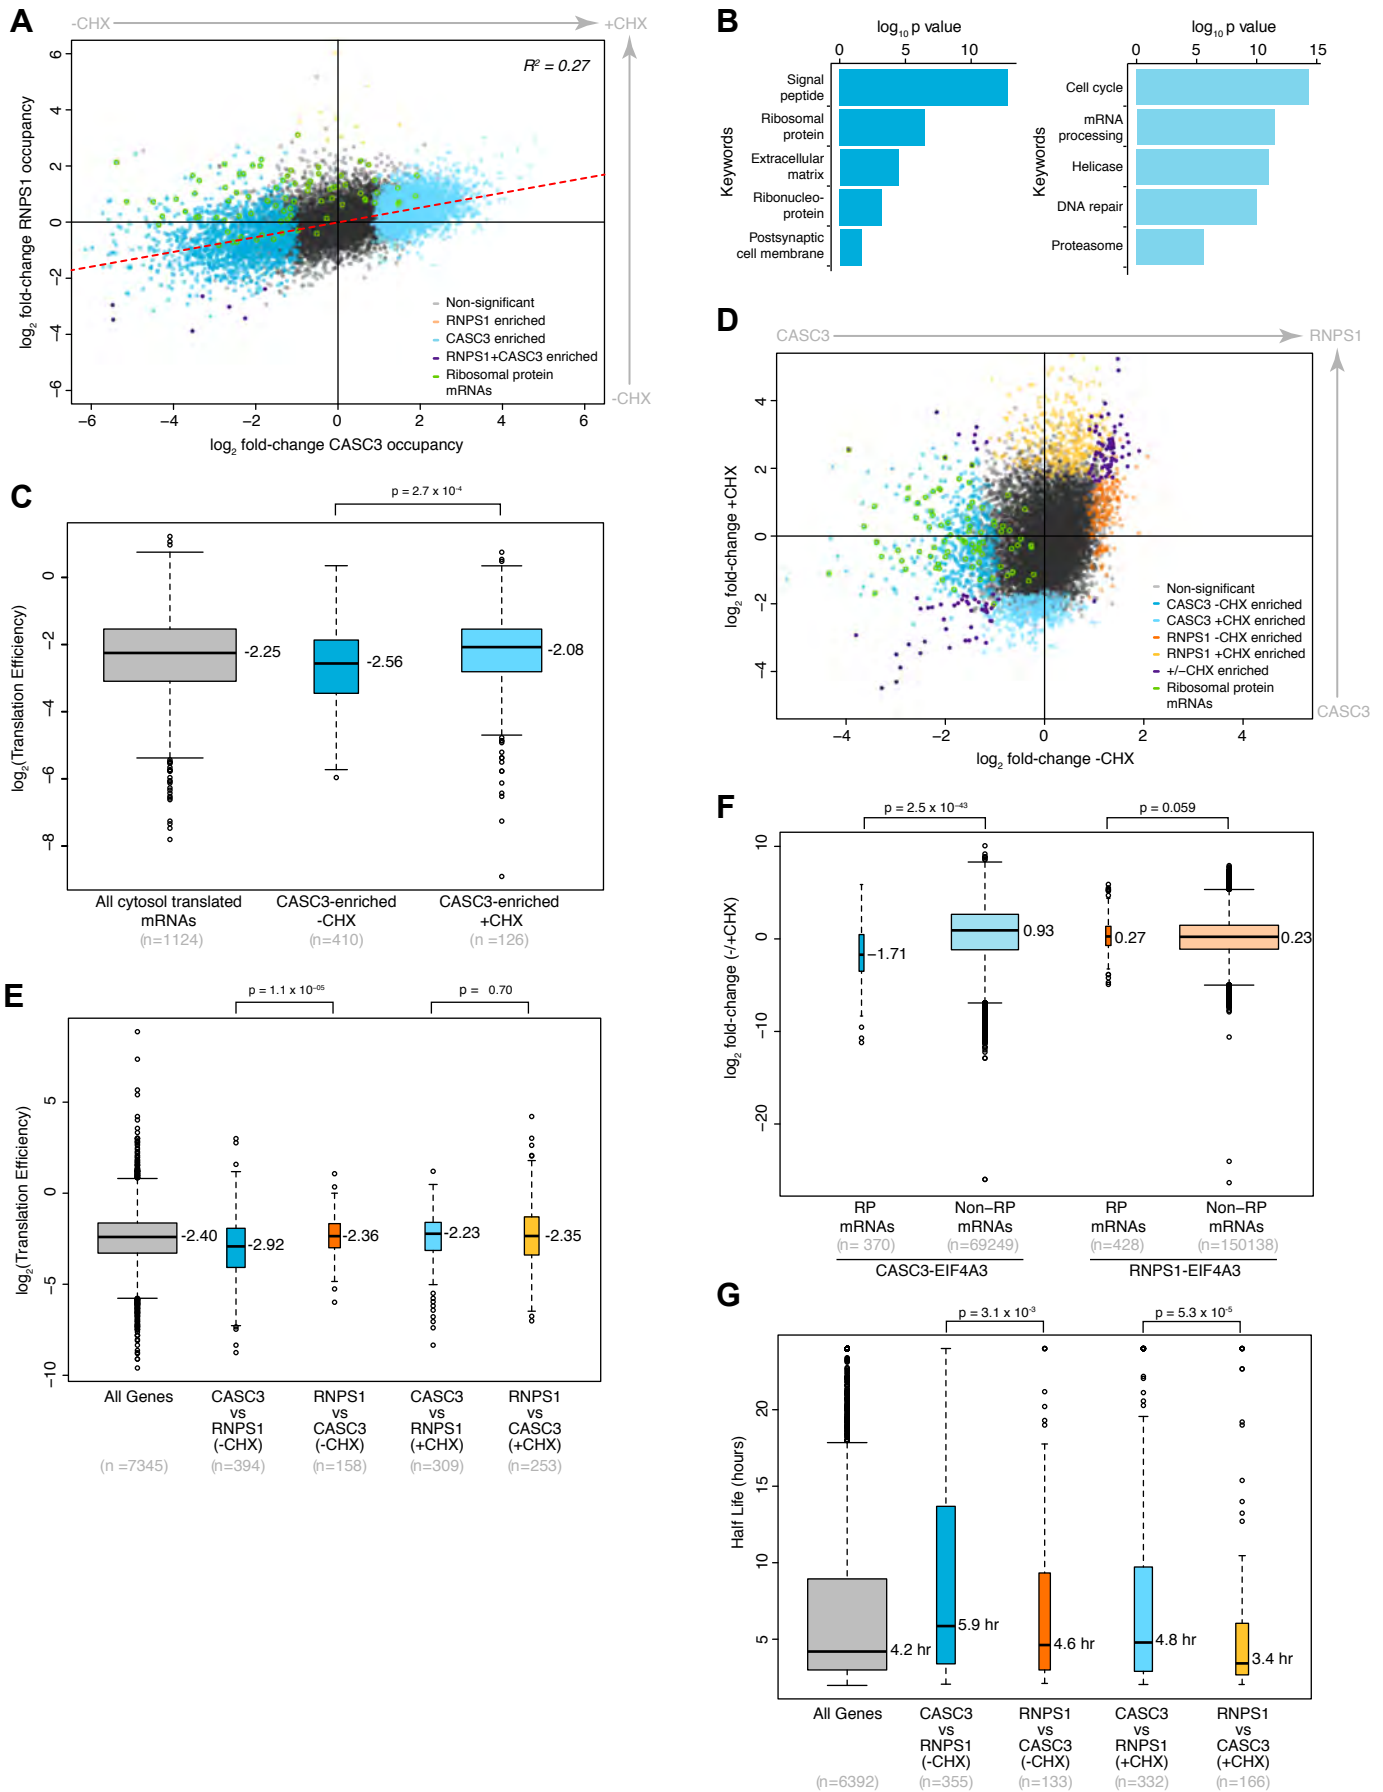 A
-CHX
+CHX
R² = 0.27
log₂ fold-change RNPS1 occupancy
6
4
2
0
−2
−4
−6
Non-significant
RNPS1 enriched
CASC3 enriched
RNPS1+CASC3 enriched
Ribosomal protein
mRNAs
-CHX
−6
−4
−2
0
2
4
6
log₂ fold-change CASC3 occupancy
B
log₁₀ p value
0
5
10
Keywords
Signal
peptide
Ribosomal
protein
Extracellular
matrix
Ribonucleo-
protein
Postsynaptic
cell membrane
log₁₀ p value
0
5
10
15
Keywords
Cell cycle
mRNA
processing
Helicase
DNA repair
Proteasome
C
p = 2.7 x 10⁻⁴
log₂(Translation Efficiency)
0
−2
−4
−6
−8
-2.25
-2.56
-2.08
All cytosol translated
mRNAs
(n=1124)
CASC3-enriched
-CHX
(n=410)
CASC3-enriched
+CHX
(n =126)
D
CASC3
RNPS1
log₂ fold-change +CHX
4
2
0
−2
−4
Non-significant
CASC3 -CHX enriched
CASC3 +CHX enriched
RNPS1 -CHX enriched
RNPS1 +CHX enriched
+/−CHX enriched
Ribosomal protein
mRNAs
CASC3
−4
−2
0
2
4
log₂ fold-change -CHX
E
p = 1.1 x 10⁻⁰⁵
p = 0.70
log₂(Translation Efficiency)
5
0
−5
−10
-2.40
-2.92
-2.36
-2.23
-2.35
All Genes
(n =7345)
CASC3
vs
RNPS1
(-CHX)
(n=394)
RNPS1
vs
CASC3
(-CHX)
(n=158)
CASC3
vs
RNPS1
(+CHX)
(n=309)
RNPS1
vs
CASC3
(+CHX)
(n=253)
F
p = 2.5 x 10⁻⁴³
p = 0.059
log₂ fold-change (-/+CHX)
10
0
−10
−20
−1.71
0.93
0.27
0.23
RP
mRNAs
(n= 370)
Non−RP
mRNAs
(n=69249)
RP
mRNAs
(n=428)
Non−RP
mRNAs
(n=150138)
CASC3-EIF4A3
RNPS1-EIF4A3
G
p = 3.1 x 10⁻³
p = 5.3 x 10⁻⁵
Half Life (hours)
20
15
10
5
4.2 hr
5.9 hr
4.6 hr
4.8 hr
3.4 hr
All Genes
(n=6392)
CASC3
vs
RNPS1
(-CHX)
(n=355)
RNPS1
vs
CASC3
(-CHX)
(n=133)
CASC3
vs
RNPS1
(+CHX)
(n=332)
RNPS1
vs
CASC3
(+CHX)
(n=166)